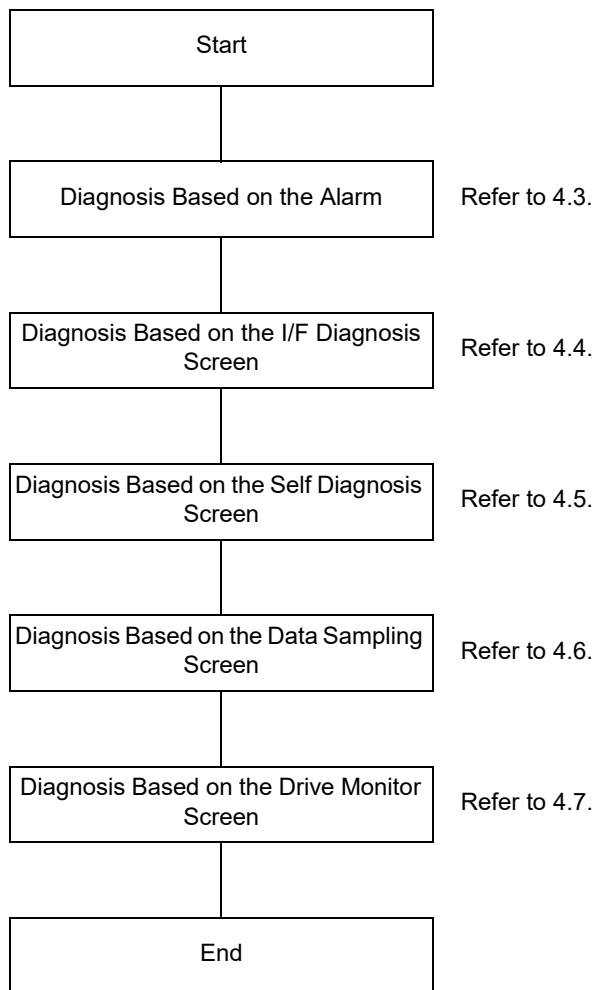 Start
Diagnosis Based on the Alarm
Refer to 4.3.
Diagnosis Based on the I/F Diagnosis
Screen
Refer to 4.4.
Diagnosis Based on the Self Diagnosis
Screen
Refer to 4.5.
Diagnosis Based on the Data Sampling
Screen
Refer to 4.6.
Diagnosis Based on the Drive Monitor
Screen
Refer to 4.7.
End